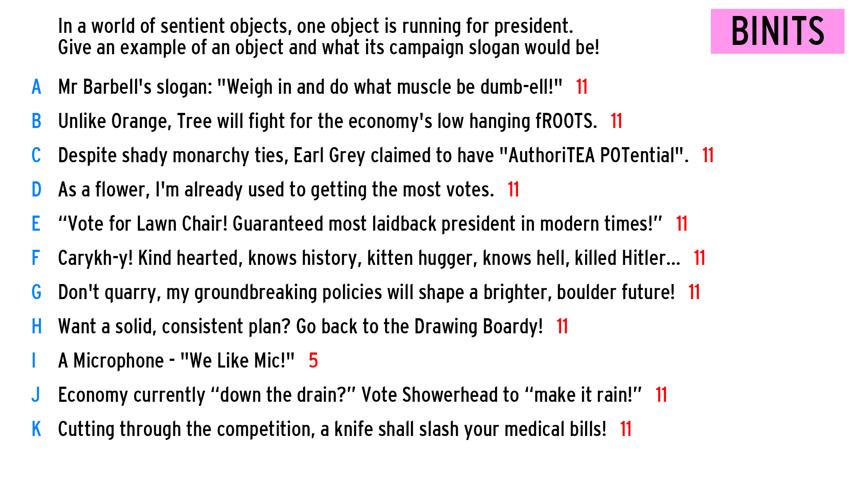 In a world of sentient objects, one object is running for president.
Give an example of an object and what its campaign slogan would be!
BINITS
A Mr Barbell's slogan: "Weigh in and do what muscle be dumb-ell!" 11
B Unlike Orange, Tree will fight for the economy's low hanging fROOTS. 11
C Despite shady monarchy ties, Earl Grey claimed to have "AuthoriTEA POTential". 11
D As a flower, I'm already used to getting the most votes. 11
E “Vote for Lawn Chair! Guaranteed most laidback president in modern times!” 11
F Carykh-y! Kind hearted, knows history, kitten hugger, knows hell, killed Hitler... 11
G Don't quarry, my groundbreaking policies will shape a brighter, boulder future! 11
H Want a solid, consistent plan? Go back to the Drawing Boardy! 11
I A Microphone - "We Like Mic!" 5
J Economy currently “down the drain?” Vote Showerhead to “make it rain!” 11
K Cutting through the competition, a knife shall slash your medical bills! 11